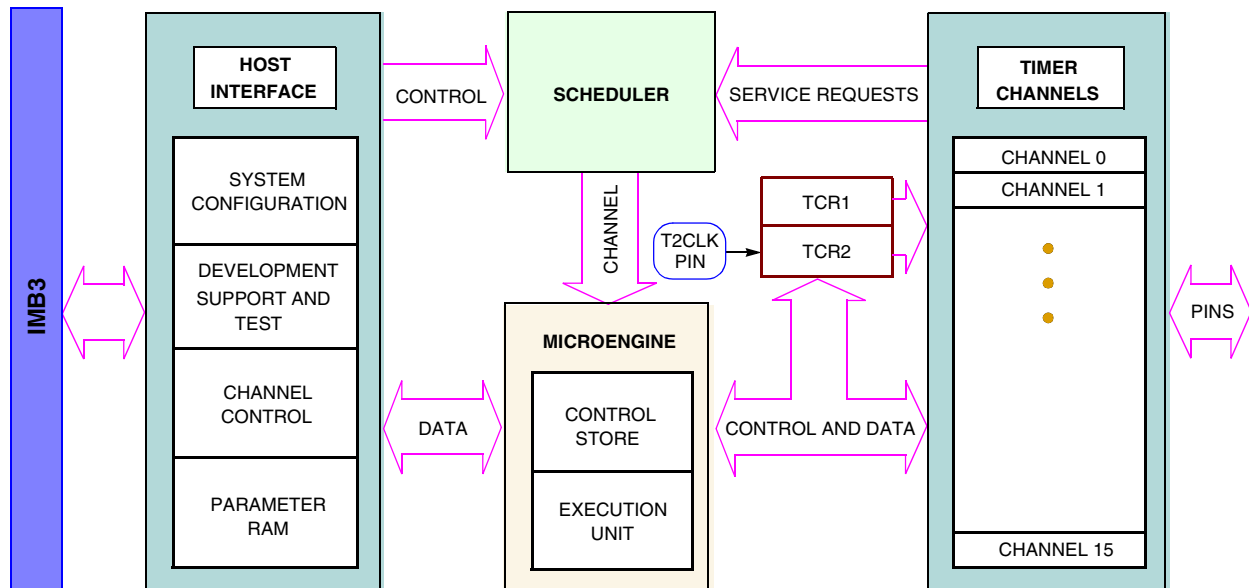 IMB3
HOST
INTERFACE
SYSTEM
CONFIGURATION
DEVELOPMENT
SUPPORT AND
TEST
CHANNEL
CONTROL
PARAMETER
RAM
CONTROL
SCHEDULER
SERVICE REQUESTS
CHANNEL
T2CLK
PIN
TCR1
TCR2
MICROENGINE
CONTROL
STORE
EXECUTION
UNIT
DATA
CONTROL AND DATA
TIMER
CHANNELS
CHANNEL 0
CHANNEL 1
CHANNEL 15
PINS